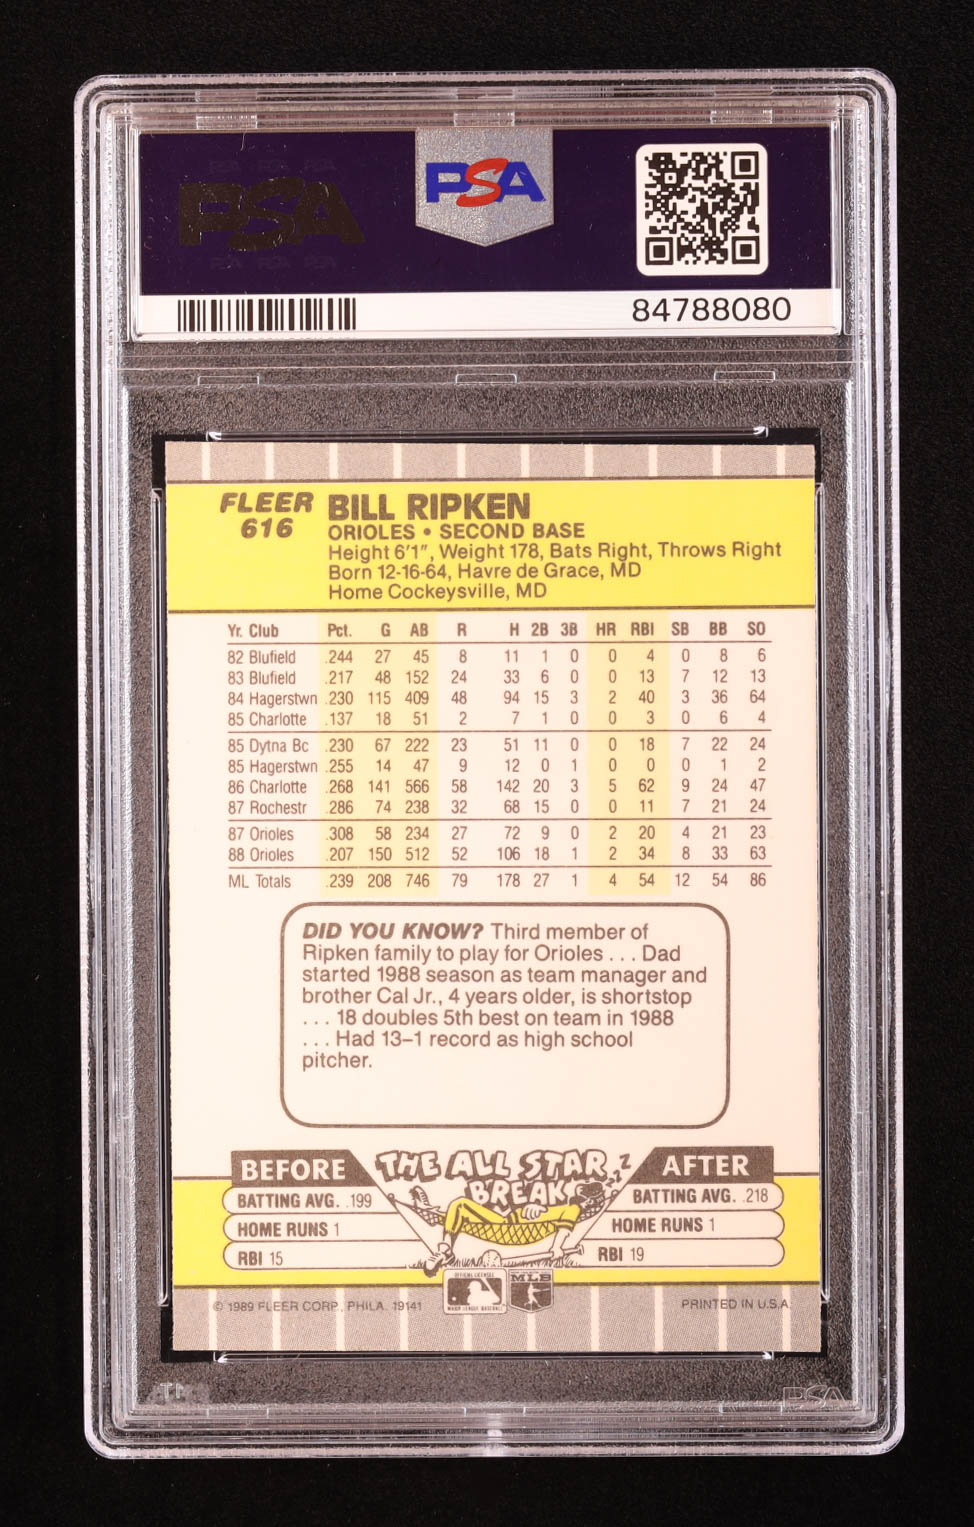 PSA
PSA
84788080
FLEER
616
BILL RIPKEN
ORIOLES • SECOND BASE
Height 6'1", Weight 178, Bats Right, Throws Right
Born 12-16-64, Havre de Grace, MD
Home Cockeysville, MD
Yr. Club Pct. G AB R H 2B 3B HR RBI SB BB SO
82 Blufield .244 27 45 8 11 1 0 0 4 0 8 6
83 Blufield .217 48 152 24 33 6 0 0 13 7 12 13
84 Hagerstwn .230 115 409 48 94 15 3 2 40 3 36 64
85 Charlotte .137 18 51 2 7 1 0 0 3 0 6 4
85 Dytna Bc .230 67 222 23 51 11 0 0 18 7 22 24
85 Hagerstwn .255 14 47 9 12 0 1 0 0 0 1 2
86 Charlotte .268 141 566 58 142 20 3 5 62 9 24 47
87 Rochestr .286 74 238 32 68 15 0 0 11 7 21 24
87 Orioles .308 58 234 27 72 9 0 2 20 4 21 23
88 Orioles .207 150 512 52 106 18 1 2 34 8 33 63
ML Totals .239 208 746 79 178 27 1 4 54 12 54 86
DID YOU KNOW? Third member of
Ripken family to play for Orioles . . . Dad
started 1988 season as team manager and
brother Cal Jr., 4 years older, is shortstop
. . . 18 doubles 5th best on team in 1988
. . . Had 13–1 record as high school
pitcher.
BEFORE
BATTING AVG. .199
HOME RUNS 1
RBI 15
THE ALL STAR
BREAK
Z Z Z
AFTER
BATTING AVG. .218
HOME RUNS 1
RBI 19
OFFICIAL LICENSEE
MAJOR LEAGUE BASEBALL
MLB
© 1989 FLEER CORP., PHILA. 19141
PRINTED IN U.S.A.
PSA